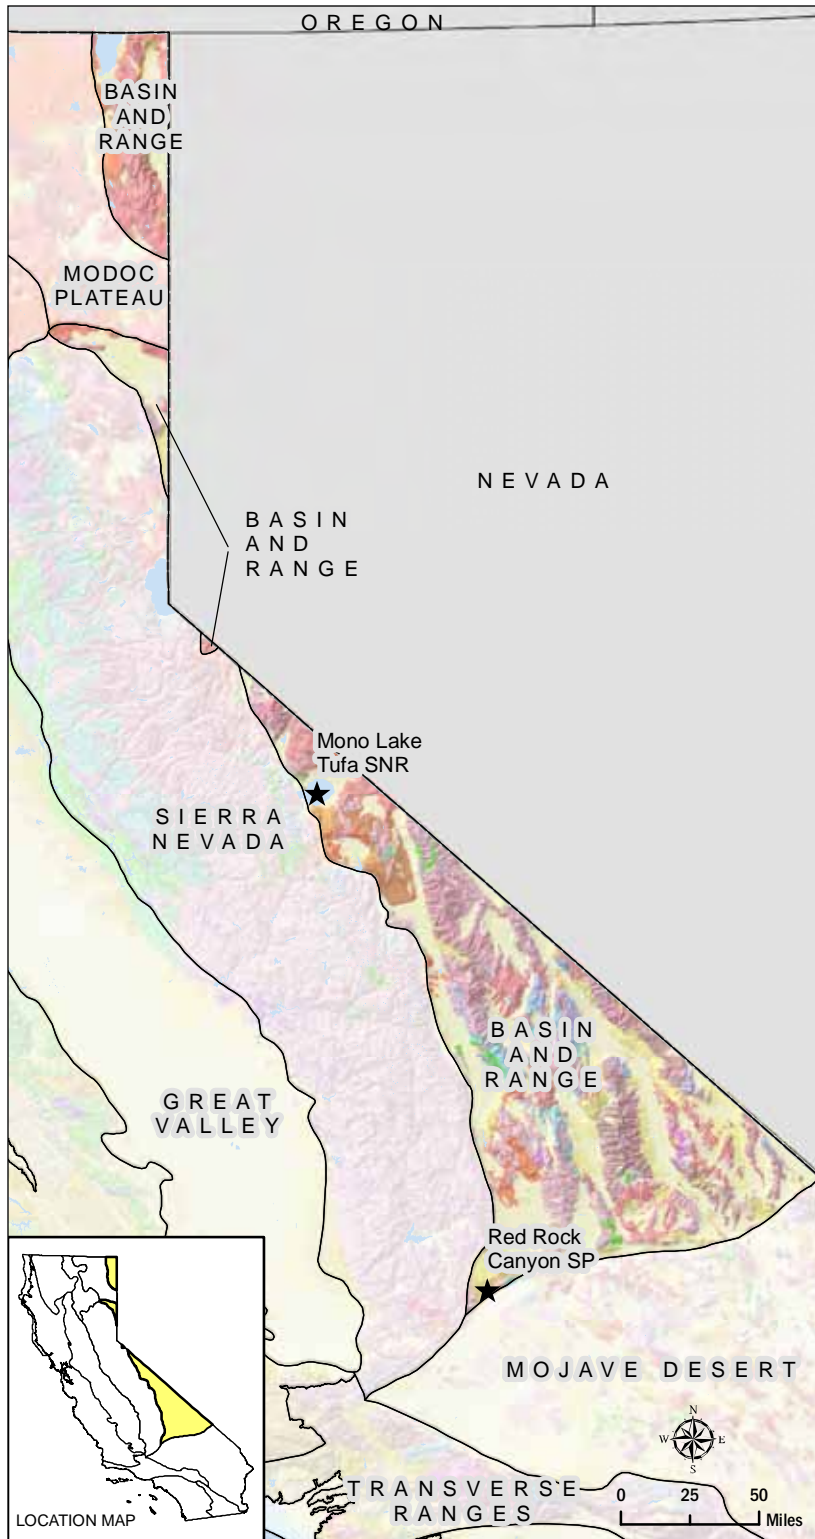 OREGON
BASIN
AND
RANGE
MODOC
PLATEAU
NEVADA
BASIN
AND
RANGE
Mono Lake
Tufa SNR
SIERRA
NEVADA
BASIN
AND
RANGE
GREAT
VALLEY
Red Rock
Canyon SP
MOJAVE DESERT
N
W E
S
TRANSVERSE
RANGES
0 25 50
Miles
LOCATION MAP